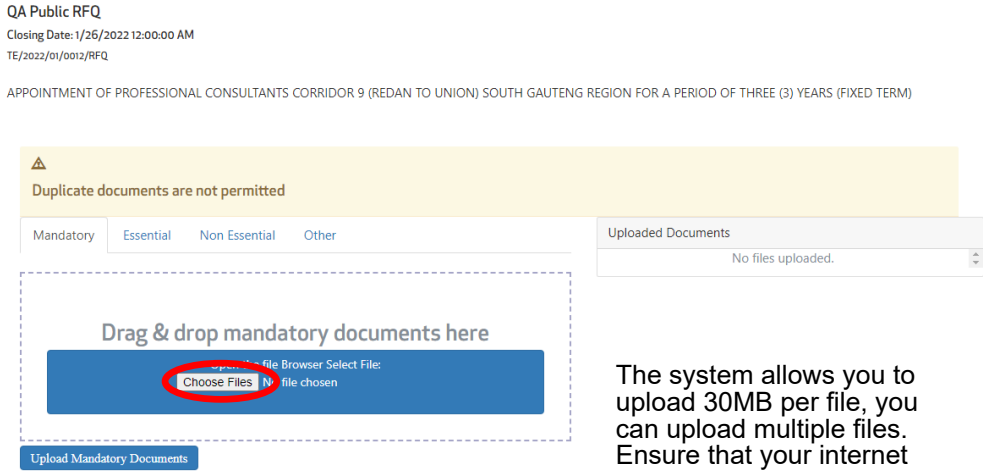 QA Public RFQ
Closing Date: 1/26/2022 12:00:00 AM
TE/2022/01/0012/RFQ
APPOINTMENT OF PROFESSIONAL CONSULTANTS CORRIDOR 9 (REDAN TO UNION) SOUTH GAUTENG REGION FOR A PERIOD OF THREE (3) YEARS (FIXED TERM)
Duplicate documents are not permitted
Mandatory Essential Non Essential Other
Uploaded Documents
No files uploaded.
Drag & drop mandatory documents here
file Browser Select File:
Choose Files file chosen
Upload Mandatory Documents
The system allows you to
upload 30MB per file, you
can upload multiple files.
Ensure that your internet